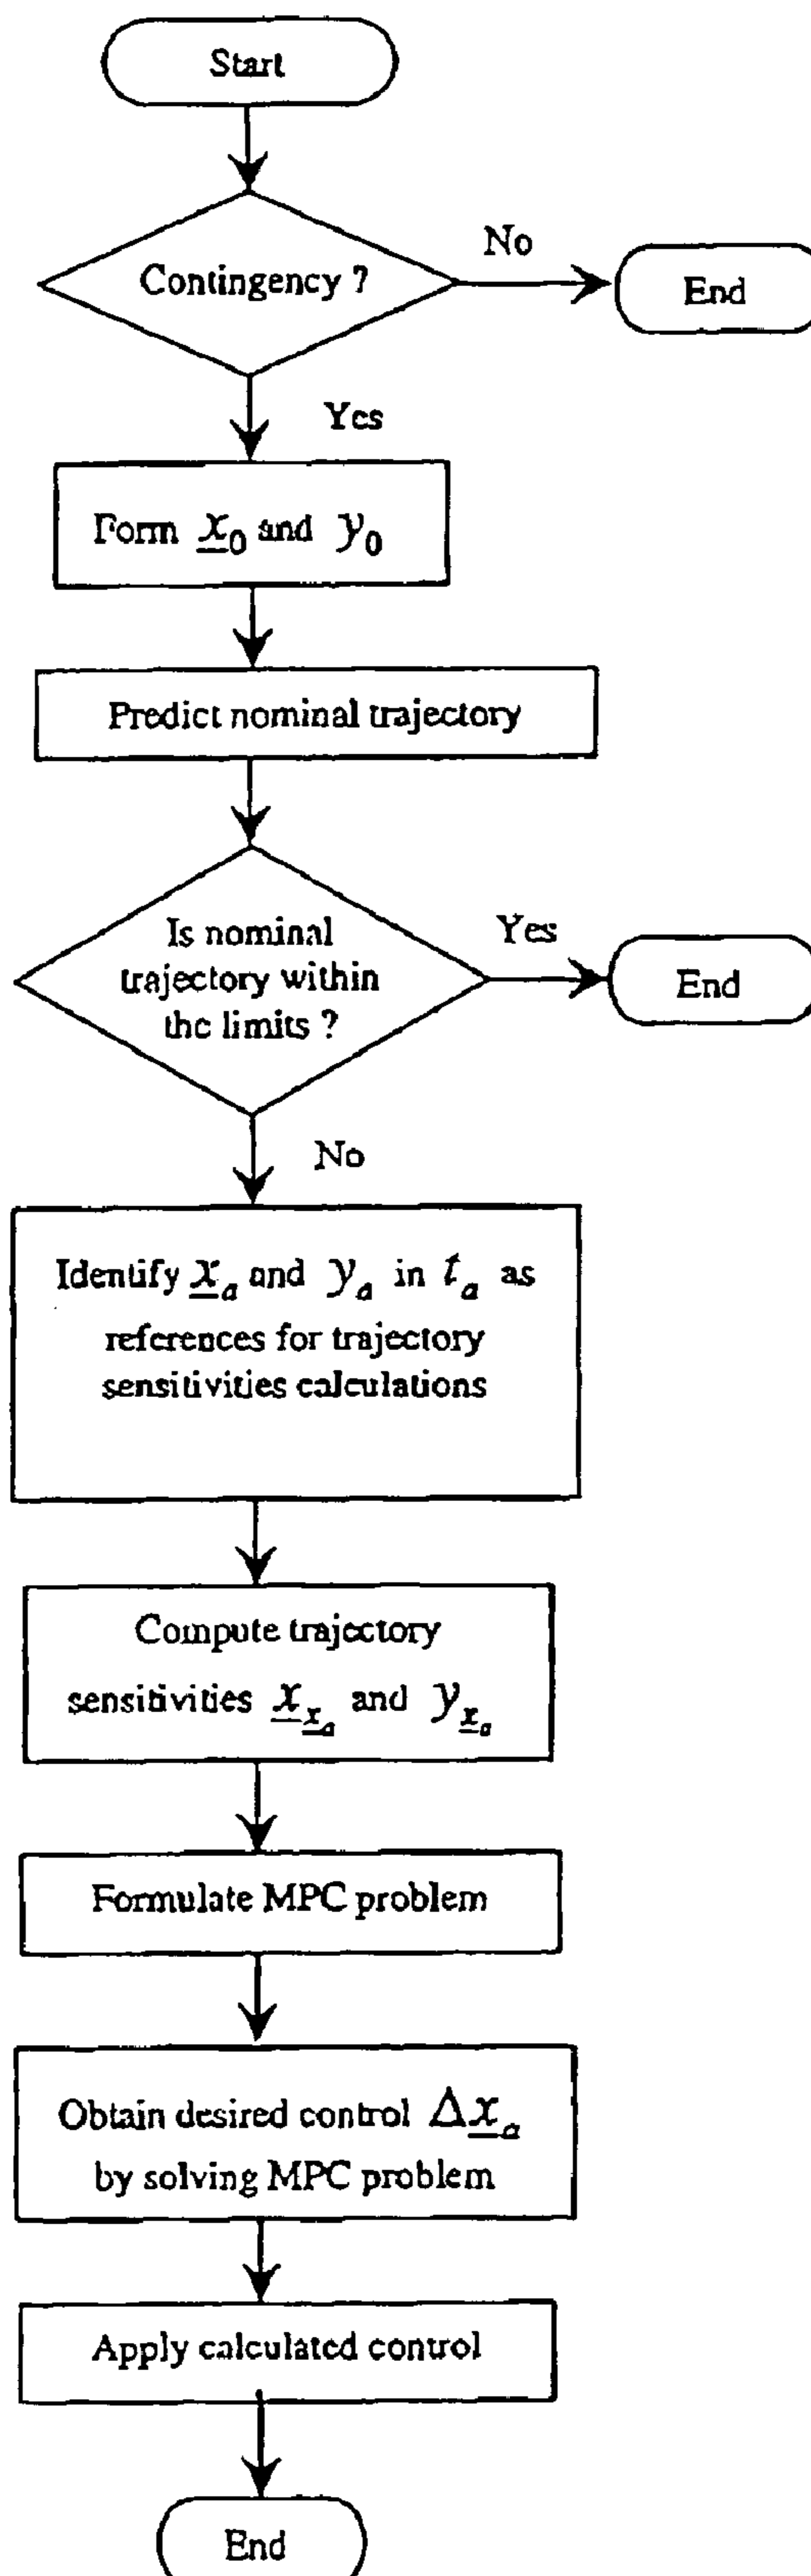 Start
Contingency ?
No
End
Yes
Form x₀ and y₀
Predict nominal trajectory
Is nominal
trajectory within
the limits ?
Yes
End
No
Identify xₐ and yₐ in tₐ as
references for trajectory
sensitivities calculations
Compute trajectory
sensitivities x_xₐ and y_xₐ
Formulate MPC problem
Obtain desired control Δxₐ
by solving MPC problem
Apply calculated control
End